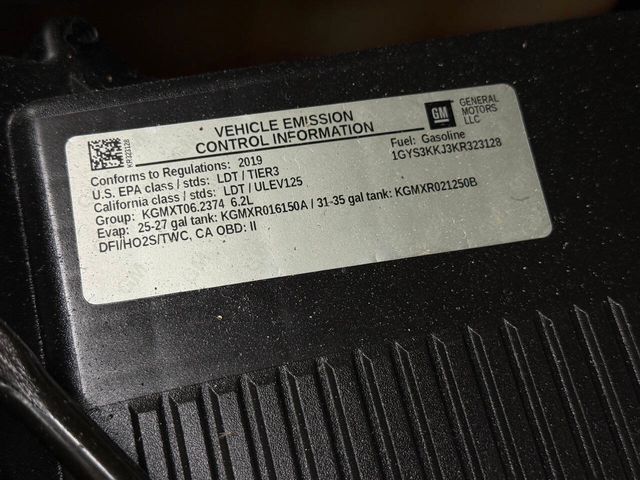 VEHICLE EMISSION
CONTROL INFORMATION
GM
GENERAL
MOTORS
LLC
KR323128
Fuel: Gasoline
1GYS3KKJ3KR323128
Conforms to Regulations: 2019
U.S. EPA class / stds: LDT / TIER3
California class / stds: LDT / ULEV125
Group: KGMXT06.2374 6.2L
Evap: 25-27 gal tank: KGMXR016150A / 31-35 gal tank: KGMXR021250B
DFI/HO2S/TWC, CA OBD: II